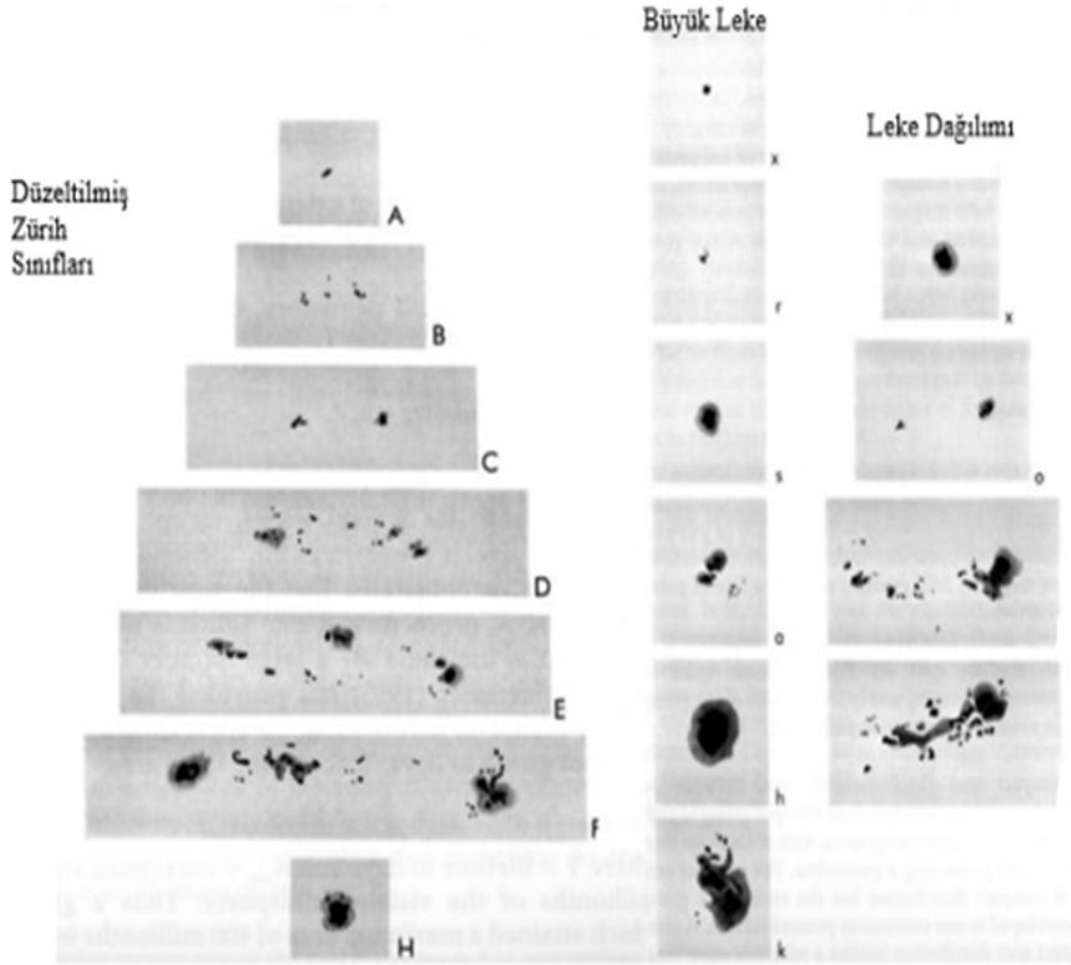 Düzeltilmiş
Zürih
Sınıfları
A
B
C
D
E
F
H
Büyük Leke
x
r
s
a
h
k
Leke Dağılımı
x
o